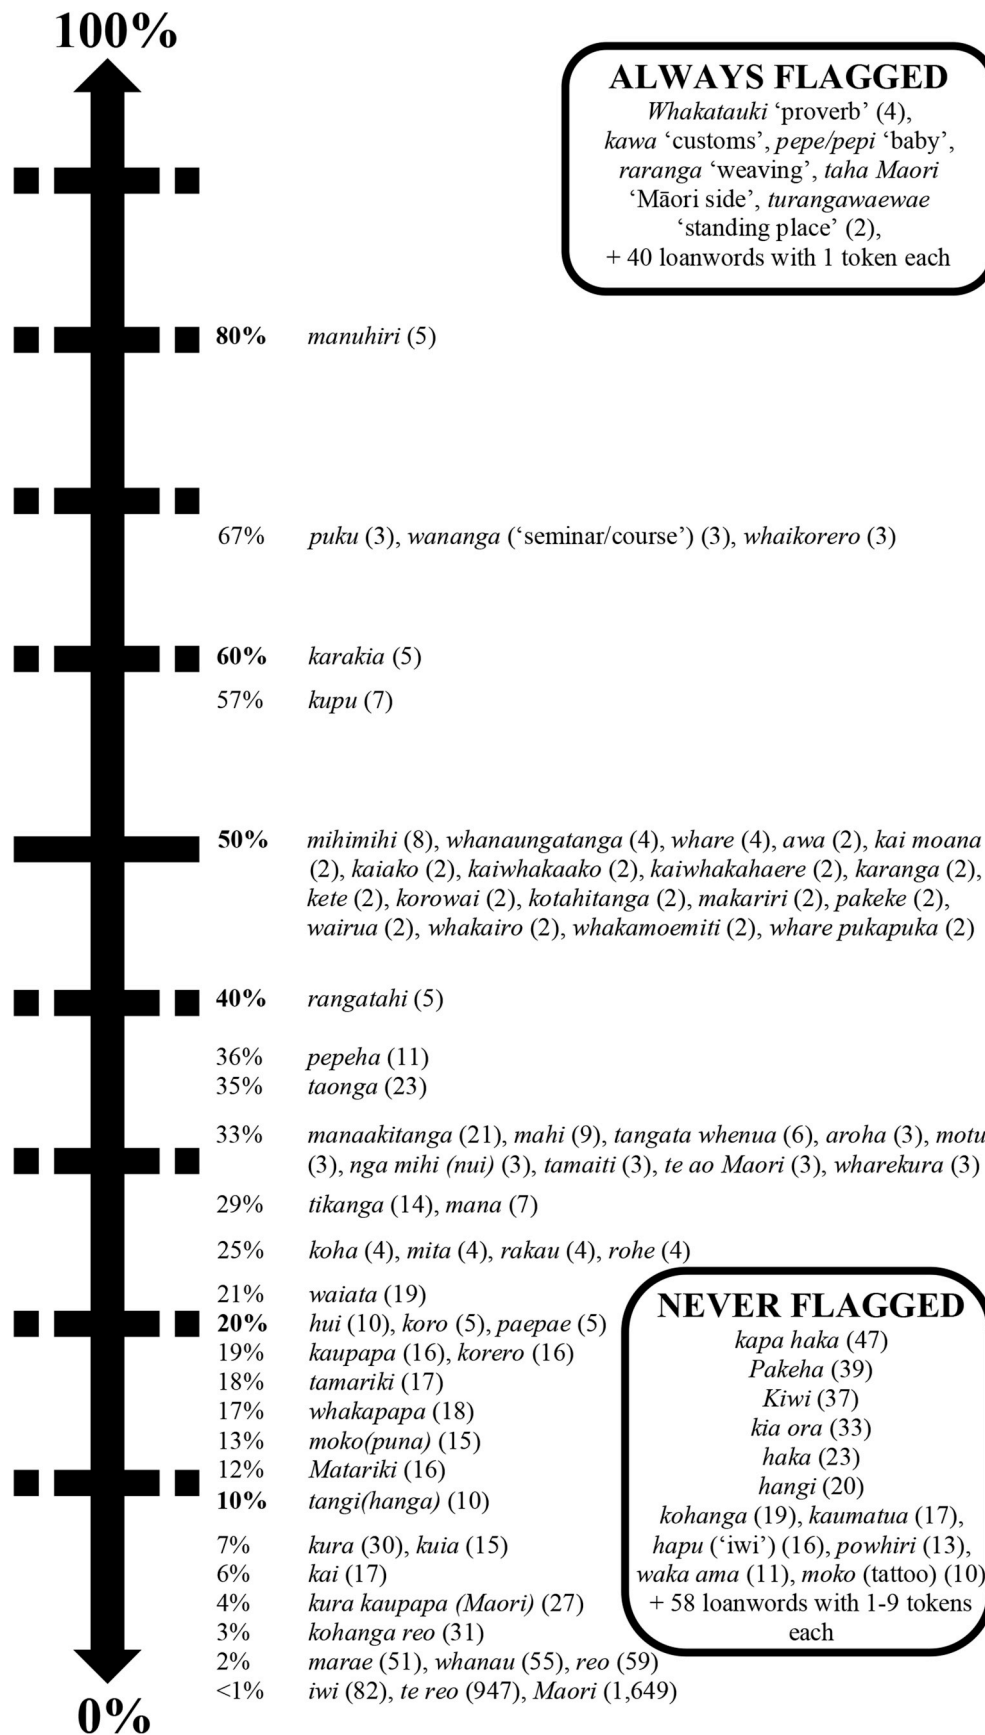 100%
ALWAYS FLAGGED
Whakatauki ‘proverb’ (4),
kawa ‘customs’, pepe/pepi ‘baby’,
raranga ‘weaving’, taha Maori
‘Māori side’, turangawaewae
‘standing place’ (2),
+ 40 loanwords with 1 token each
80% manuhiri (5)
67% puku (3), wananga (‘seminar/course’) (3), whaikorero (3)
60% karakia (5)
57% kupu (7)
50% mihimihi (8), whanaungatanga (4), whare (4), awa (2), kai moana
(2), kaiako (2), kaiwhakaako (2), kaiwhakahaere (2), karanga (2),
kete (2), korowai (2), kotahitanga (2), makariri (2), pakeke (2),
wairua (2), whakairo (2), whakamoemiti (2), whare pukapuka (2)
40% rangatahi (5)
36% pepeha (11)
35% taonga (23)
33% manaakitanga (21), mahi (9), tangata whenua (6), aroha (3), motu
(3), nga mihi (nui) (3), tamaiti (3), te ao Maori (3), wharekura (3)
29% tikanga (14), mana (7)
25% koha (4), mita (4), rakau (4), rohe (4)
21% waiata (19)
20% hui (10), koro (5), paepae (5)
19% kaupapa (16), korero (16)
18% tamariki (17)
17% whakapapa (18)
13% moko(puna) (15)
12% Matariki (16)
10% tangi(hanga) (10)
7% kura (30), kuia (15)
6% kai (17)
4% kura kaupapa (Maori) (27)
3% kohanga reo (31)
2% marae (51), whanau (55), reo (59)
<1% iwi (82), te reo (947), Maori (1,649)
NEVER FLAGGED
kapa haka (47)
Pakeha (39)
Kiwi (37)
kia ora (33)
haka (23)
hangi (20)
kohanga (19), kaumatua (17),
hapu (‘iwi’) (16), powhiri (13),
waka ama (11), moko (tattoo) (10)
+ 58 loanwords with 1-9 tokens
each
0%